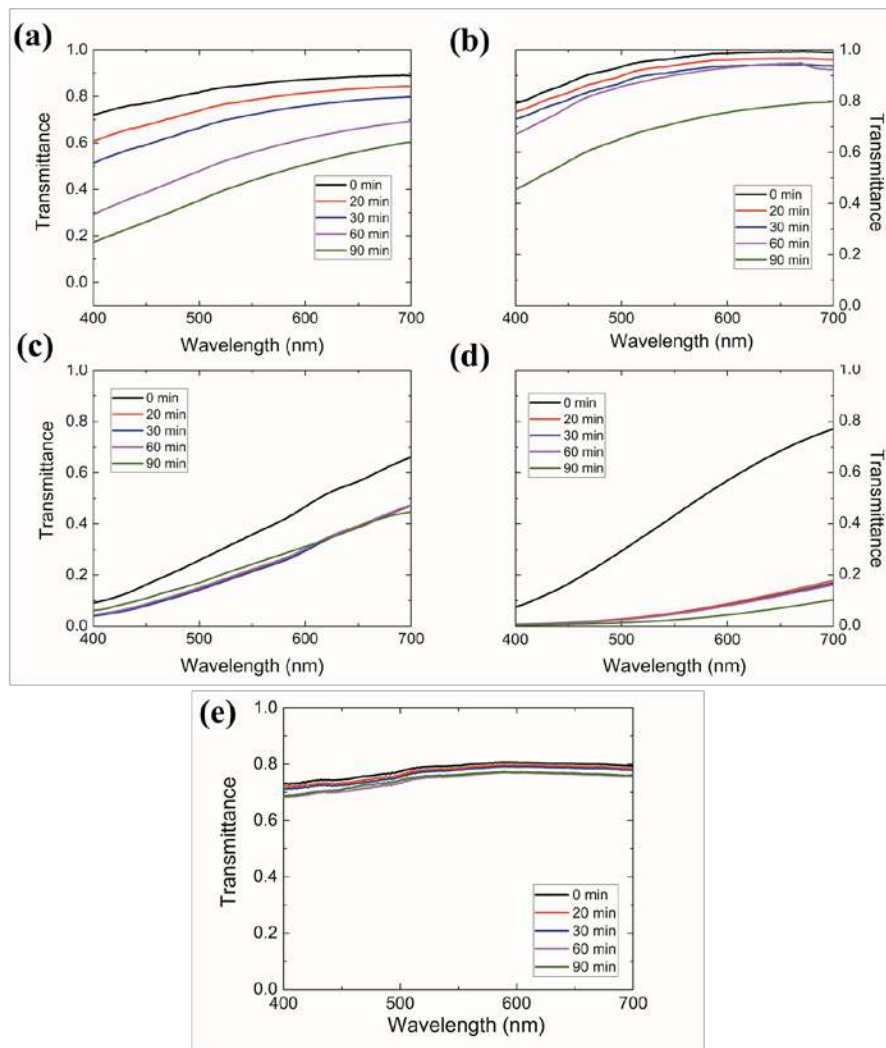 (a)
1.0
0.8
0.6
0.4
0.2
0.0
Transmittance
0 min
20 min
30 min
60 min
90 min
400 500 600 700
Wavelength (nm)
(b)
1.0
0.8
0.6
0.4
0.2
0.0
Transmittance
0 min
20 min
30 min
60 min
90 min
400 500 600 700
Wavelength (nm)
(c)
1.0
0.8
0.6
0.4
0.2
0.0
Transmittance
0 min
20 min
30 min
60 min
90 min
400 500 600 700
Wavelength (nm)
(d)
1.0
0.8
0.6
0.4
0.2
0.0
Transmittance
0 min
20 min
30 min
60 min
90 min
400 500 600 700
Wavelength (nm)
(e)
1.0
0.8
0.6
0.4
0.2
0.0
Transmittance
0 min
20 min
30 min
60 min
90 min
400 500 600 700
Wavelength (nm)